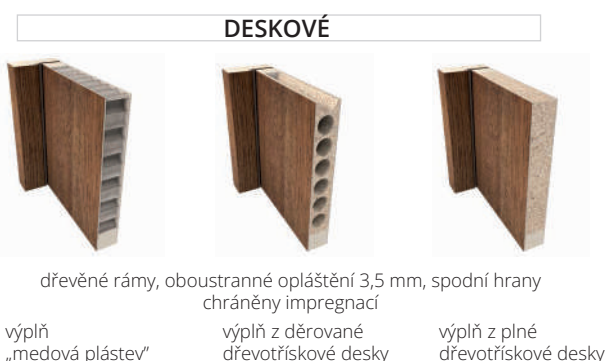 DESKOVÉ
dřevěné rámy, oboustranné opláštění 3,5 mm, spodní hrany
chráněny impregnací
výplň
„medová plástev”
výplň z děrované
dřevotřískové desky
výplň z plné
dřevotřískové desky